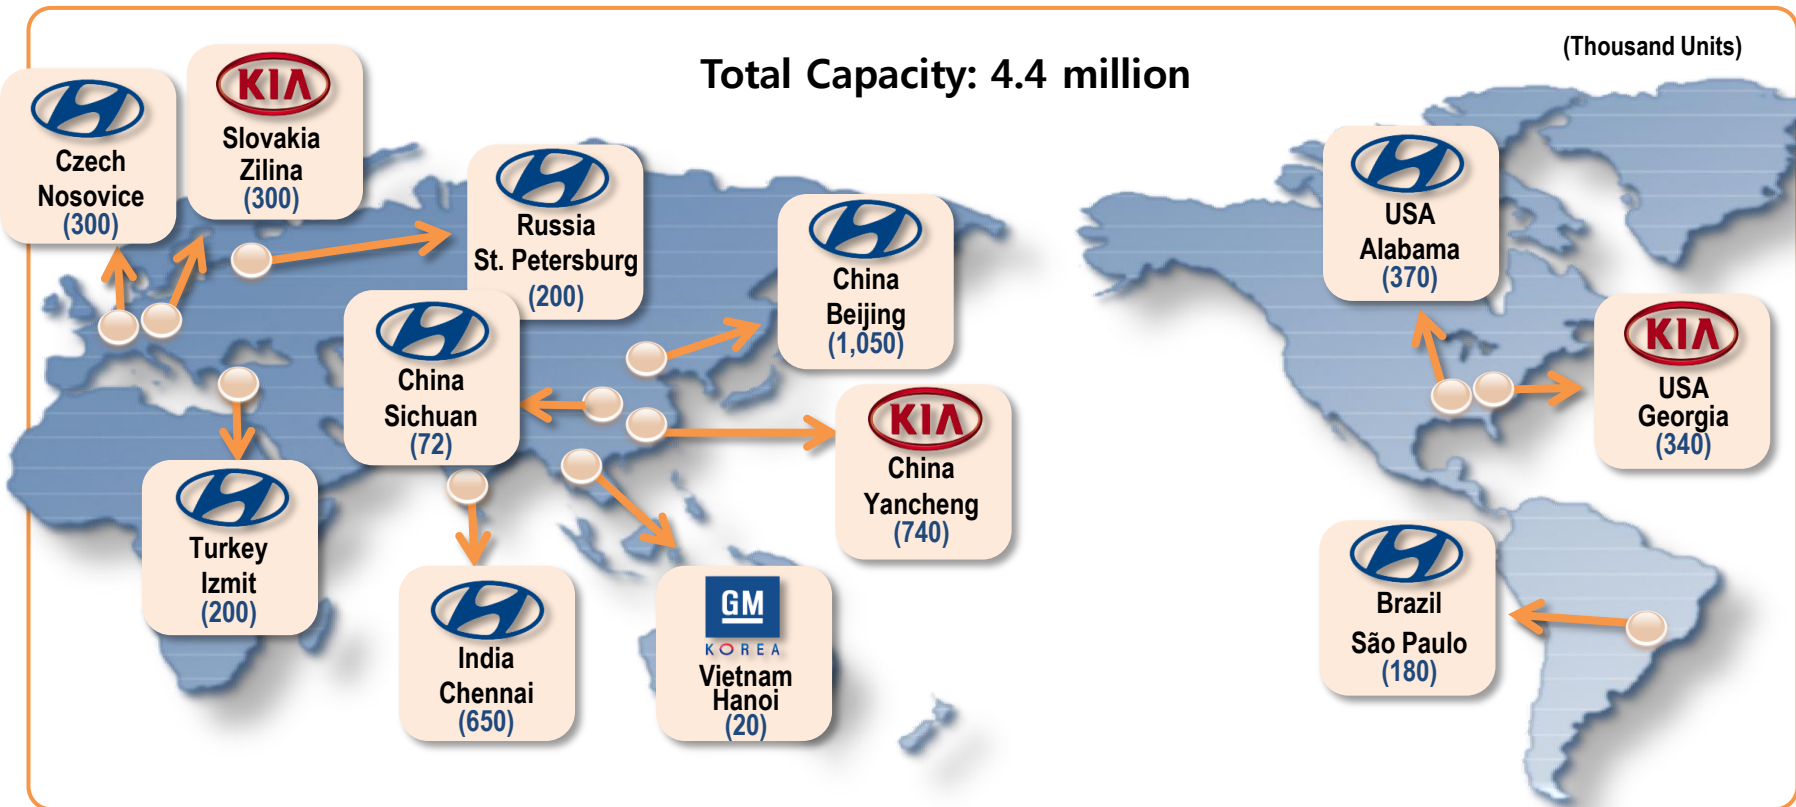 Total Capacity: 4.4 million
(Thousand Units)
Czech
Nosovice
(300)
KIA
Slovakia
Zilina
(300)
Russia
St. Petersburg
(200)
China
Beijing
(1,050)
China
Sichuan
(72)
KIA
China
Yancheng
(740)
Turkey
Izmit
(200)
India
Chennai
(650)
GM
KOREA
Vietnam
Hanoi
(20)
USA
Alabama
(370)
KIA
USA
Georgia
(340)
Brazil
São Paulo
(180)